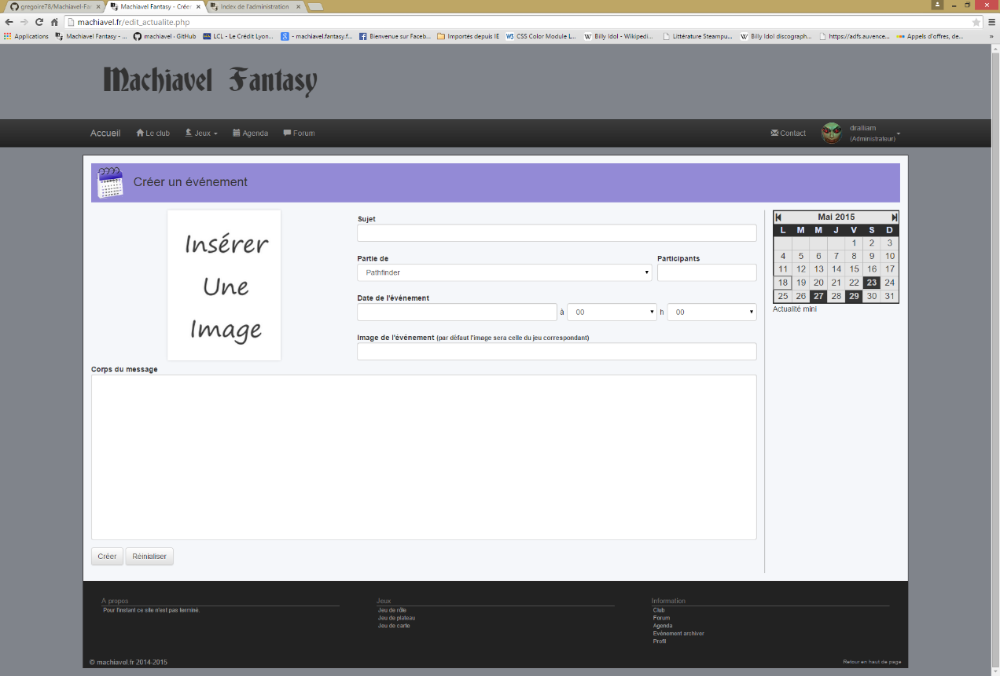 gregoire78/Machiavel-Fan
Machiavel Fantasy - Créer
Index de l'administration
machiavel.fr/edit_actualite.php
Applications
Machiavel Fantasy - ...
machiavel · GitHub
LCL - Le Crédit Lyon...
- machiavel.fantasy.f...
Bienvenue sur Faceb...
Importés depuis IE
CSS Color Module L...
Billy Idol - Wikipedi...
Littérature Steampu...
Billy Idol discograph...
https://adfs.auvence...
Appels d'offres, de...
»
Machiavel Fantasy
Accueil
Le club
Jeux
Agenda
Forum
Contact
dralliam
(Administrateur)
Créer un événement
Insérer
Une
Image
Sujet
Partie de
Participants
Pathfinder
Date de l'événement
à
00
h
00
Image de l'événement (par défaut l'image sera celle du jeu correspondant)
Corps du message
Créer
Réinialiser
Mai 2015
L M M J V S D
1 2 3
4 5 6 7 8 9 10
11 12 13 14 15 16 17
18 19 20 21 22 23 24
25 26 27 28 29 30 31
Actualité mini
A propos
Pour l'instant ce site n'est pas terminé.
Jeux
Jeu de rôle
Jeu de plateau
Jeu de carte
Information
Club
Forum
Agenda
Evénement archiver
Profil
© machiavel.fr 2014-2015
Retour en haut de page